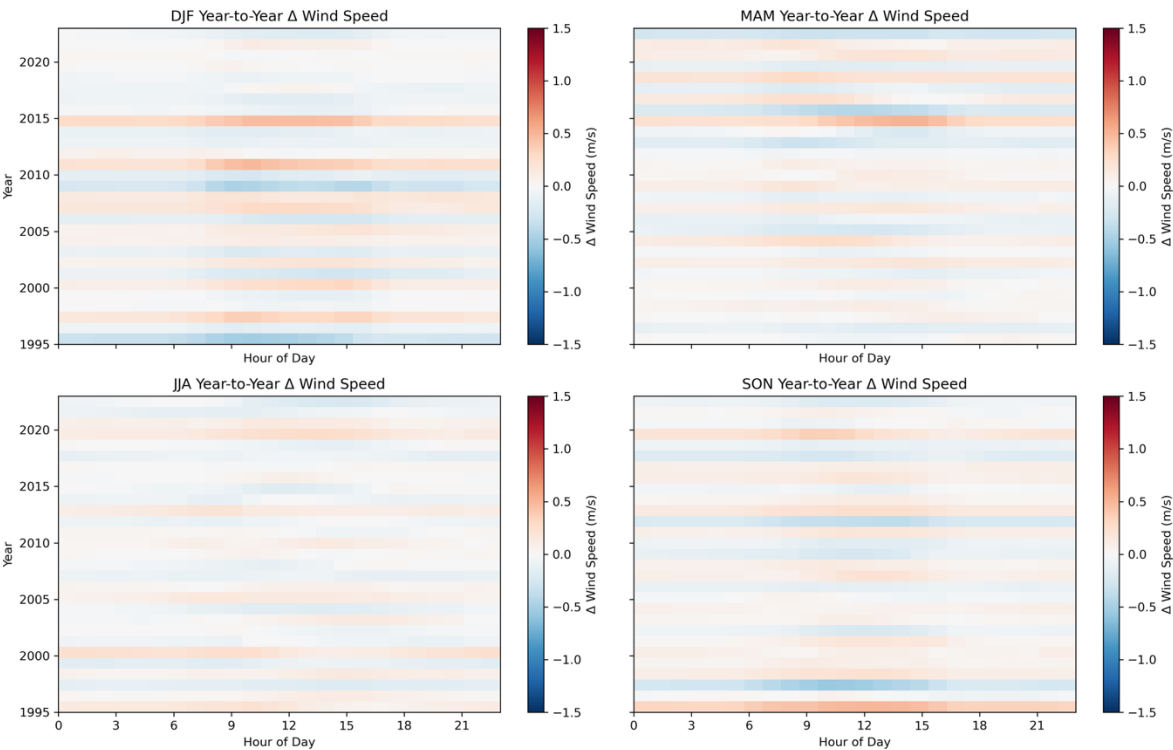 DJF Year-to-Year Δ Wind Speed
MAM Year-to-Year Δ Wind Speed
2020
2015
2010
2005
2000
1995
Year
Hour of Day
1.5
1.0
0.5
0.0
−0.5
−1.0
−1.5
Δ Wind Speed (m/s)
Hour of Day
1.5
1.0
0.5
0.0
−0.5
−1.0
−1.5
Δ Wind Speed (m/s)
JJA Year-to-Year Δ Wind Speed
SON Year-to-Year Δ Wind Speed
2020
2015
2010
2005
2000
1995
Year
0 3 6 9 12 15 18 21
Hour of Day
1.5
1.0
0.5
0.0
−0.5
−1.0
−1.5
Δ Wind Speed (m/s)
0 3 6 9 12 15 18 21
Hour of Day
1.5
1.0
0.5
0.0
−0.5
−1.0
−1.5
Δ Wind Speed (m/s)